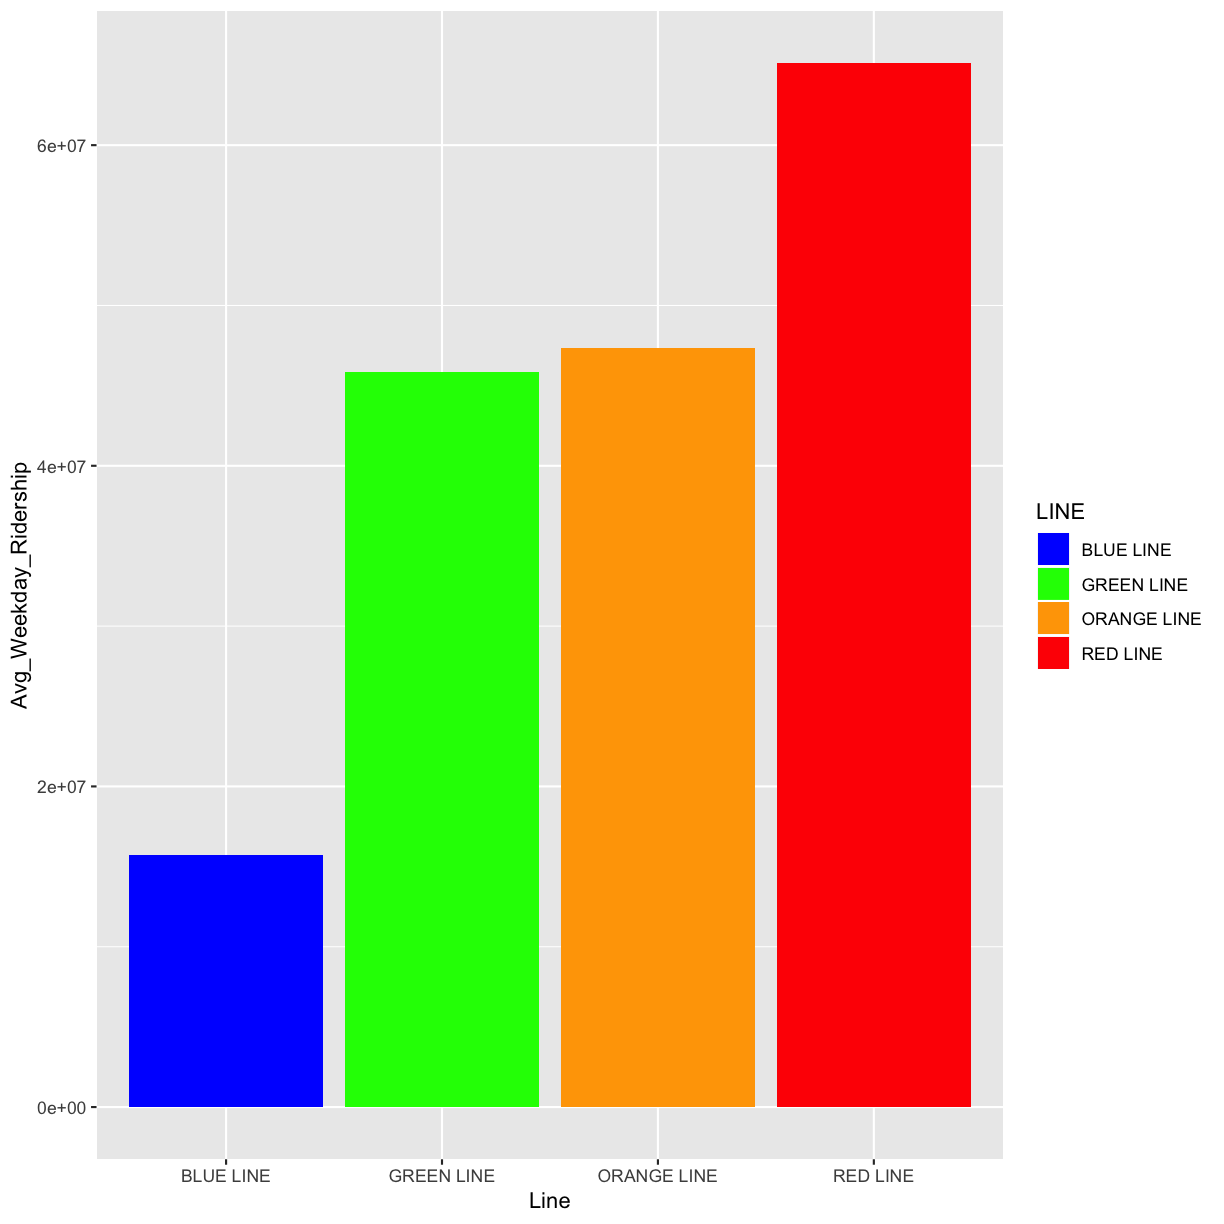 Avg_Weekday_Ridership
6e+07
4e+07
2e+07
0e+00
BLUE LINE
GREEN LINE
ORANGE LINE
RED LINE
Line
LINE
BLUE LINE
GREEN LINE
ORANGE LINE
RED LINE